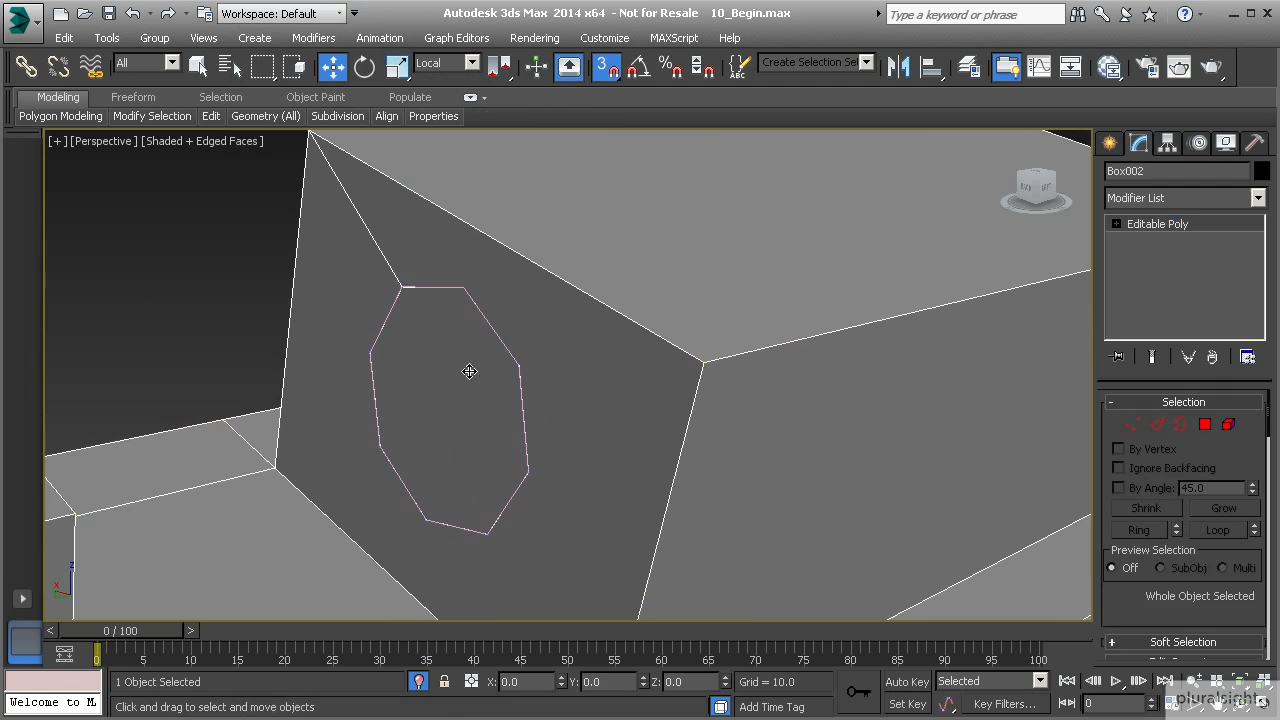 Workspace: Default
Autodesk 3ds Max 2014 x64 - Not for Resale 10_Begin.max
Type a keyword or phrase
Edit Tools Group Views Create Modifiers Animation Graph Editors Rendering Customize MAXScript Help
All
Local
3
Create Selection Se
Modeling Freeform Selection Object Paint Populate
Polygon Modeling Modify Selection Edit Geometry (All) Subdivision Align Properties
[+] [Perspective] [Shaded + Edged Faces]
Box002
Modifier List
Editable Poly
z
x
- Selection
By Vertex
Ignore Backfacing
By Angle: 45.0
Shrink Grow
Ring Loop
Preview Selection
Off SubObj Multi
Whole Object Selected
+ Soft Selection
< 0 / 100 >
0 5 10 15 20 25 30 35 40 45 50 55 60 65 70 75 80 85 90 95 100
1 Object Selected X: 0.0 Y: 0.0 Z: 0.0 Grid = 10.0 Auto Key Selected
Welcome to M Click and drag to select and move objects Add Time Tag Set Key Key Filters... 0
pluralsight